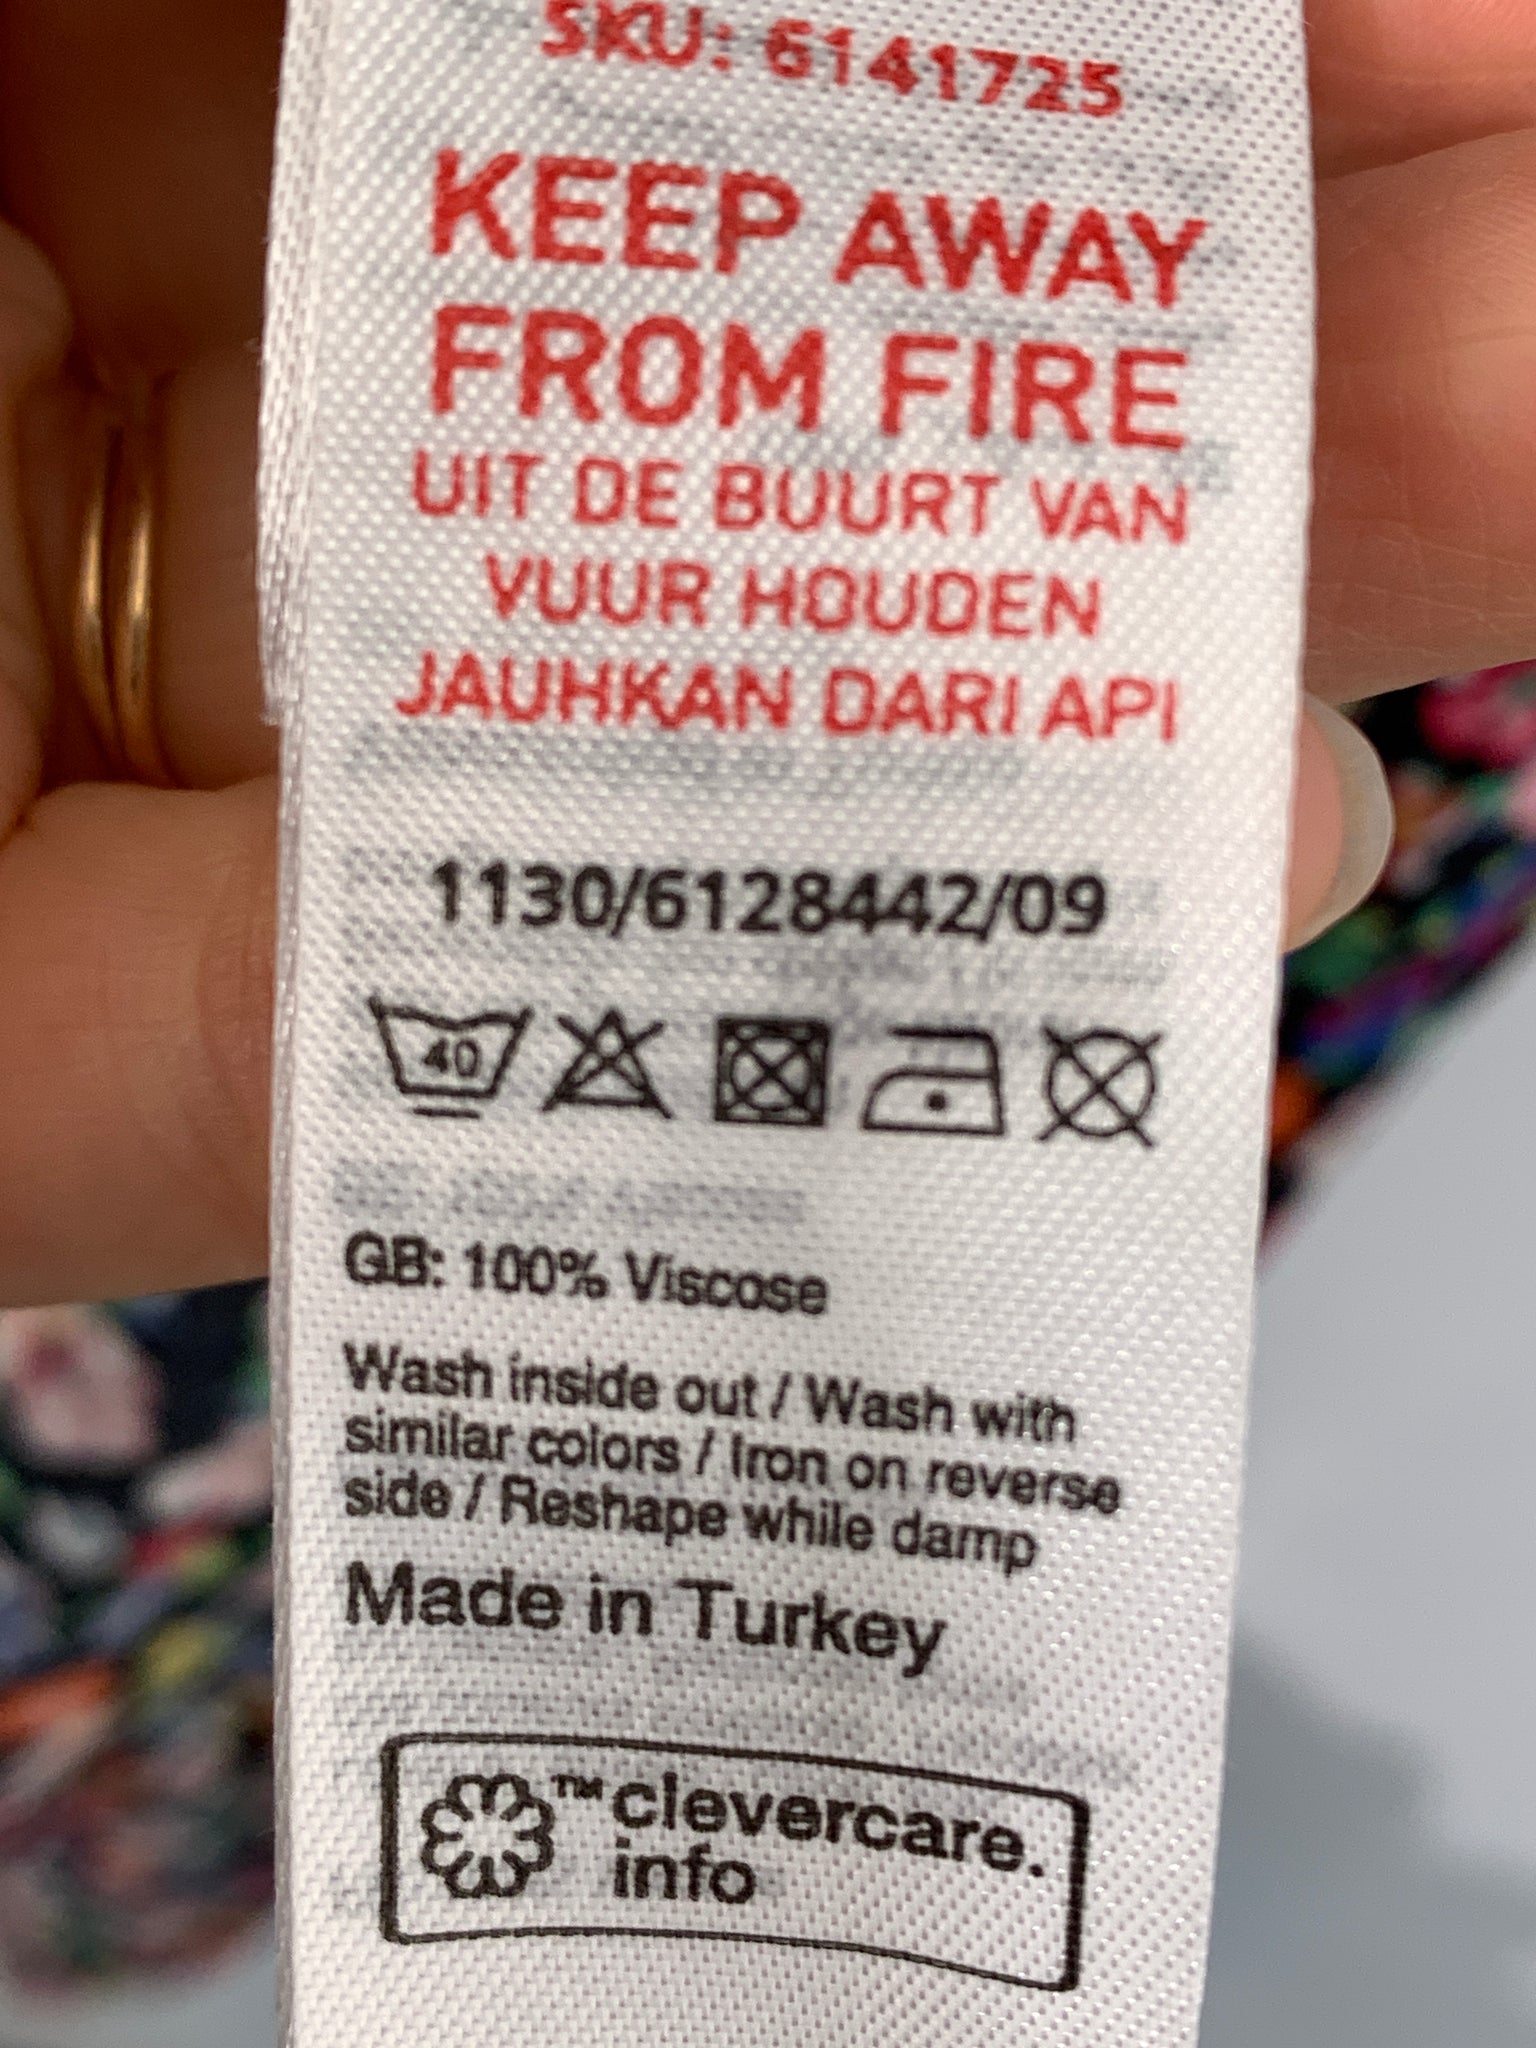 SKU: 6141725
KEEP AWAY
FROM FIRE
UIT DE BUURT VAN
VUUR HOUDEN
JAUHKAN DARI API
1130/6128442/09
40
GB: 100% Viscose
Wash inside out / Wash with
similar colors / Iron on reverse
side / Reshape while damp
Made in Turkey
™clevercare.
info